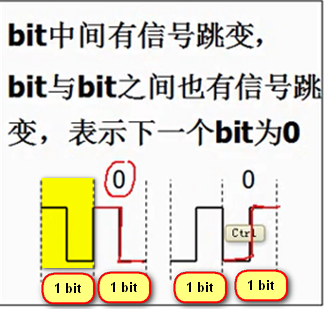 bit中间有信号跳变，
bit与bit之间也有信号跳
变，表示下一个bit为0
0 0
Ctrl
1 bit 1 bit 1 bit 1 bit